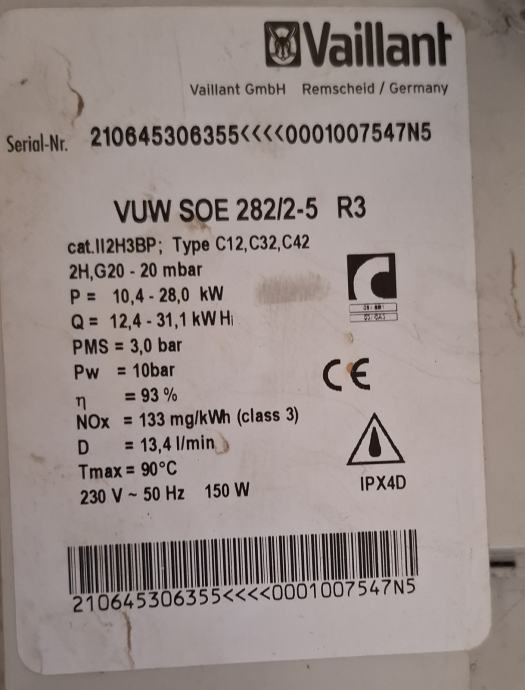 Vaillant
Vaillant GmbH Remscheid / Germany
Serial-Nr. 210645306355<<<<0001007547N5
VUW SOE 282/2-5 R3
cat.II2H3BP; Type C12,C32,C42
2H,G20 - 20 mbar
P = 10,4 - 28,0 kW
Q = 12,4 - 31,1 kW Hi
PMS = 3,0 bar
Pw = 10bar
η = 93 %
NOx = 133 mg/kWh (class 3)
D = 13,4 l/min
Tmax = 90°C
230 V ~ 50 Hz 150 W
CE
IPX4D
210645306355<<<<0001007547N5